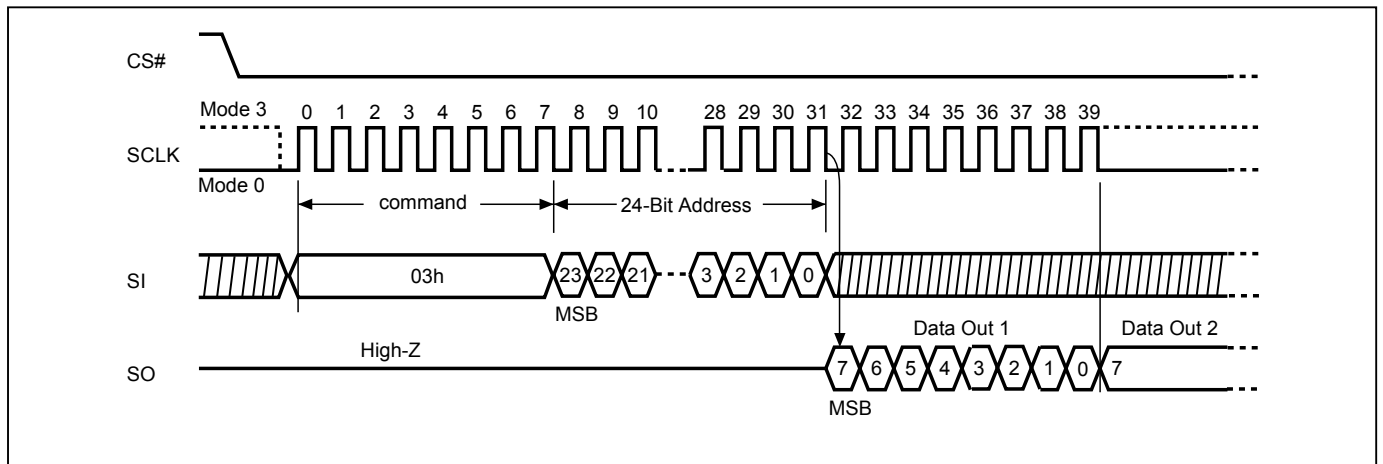 CS#
Mode 3
0 1 2 3 4 5 6 7 8 9 10 28 29 30 31 32 33 34 35 36 37 38 39
SCLK
Mode 0
command
24-Bit Address
SI
03h
23 22 21 3 2 1 0
MSB
Data Out 1
Data Out 2
High-Z
SO
7 6 5 4 3 2 1 0 7
MSB